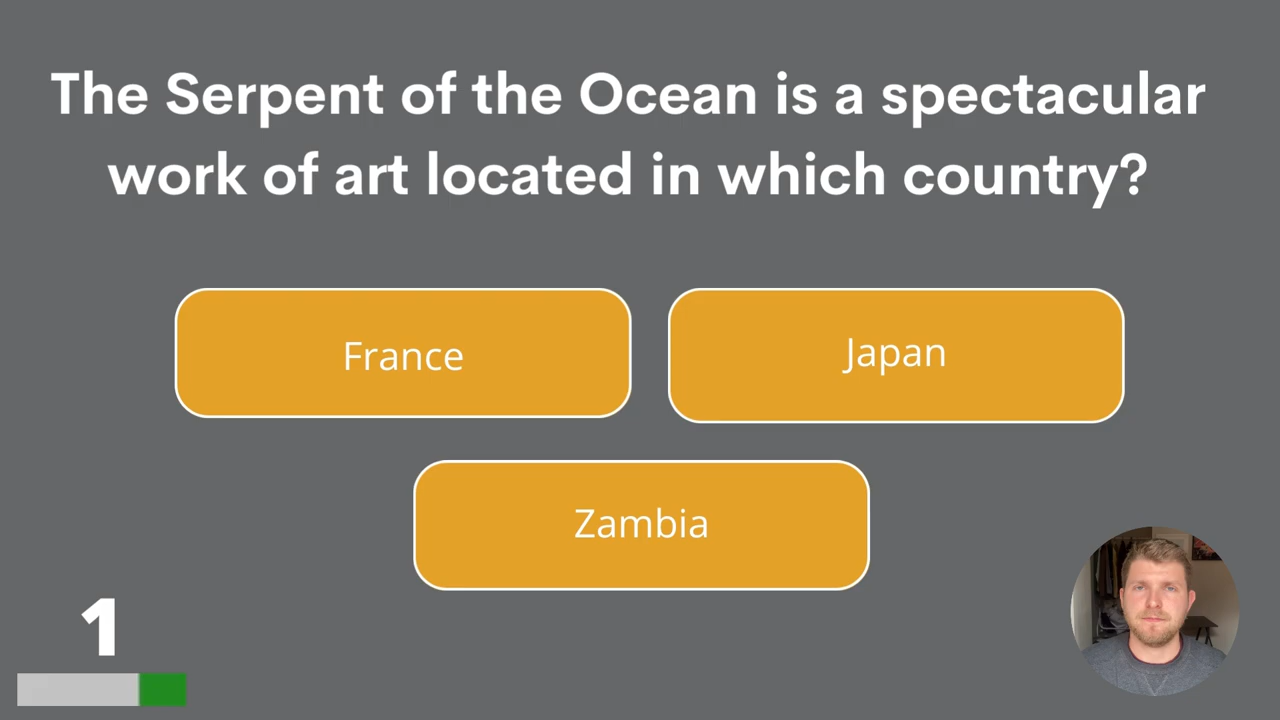 The Serpent of the Ocean is a spectacular
work of art located in which country?
France
Japan
Zambia
1